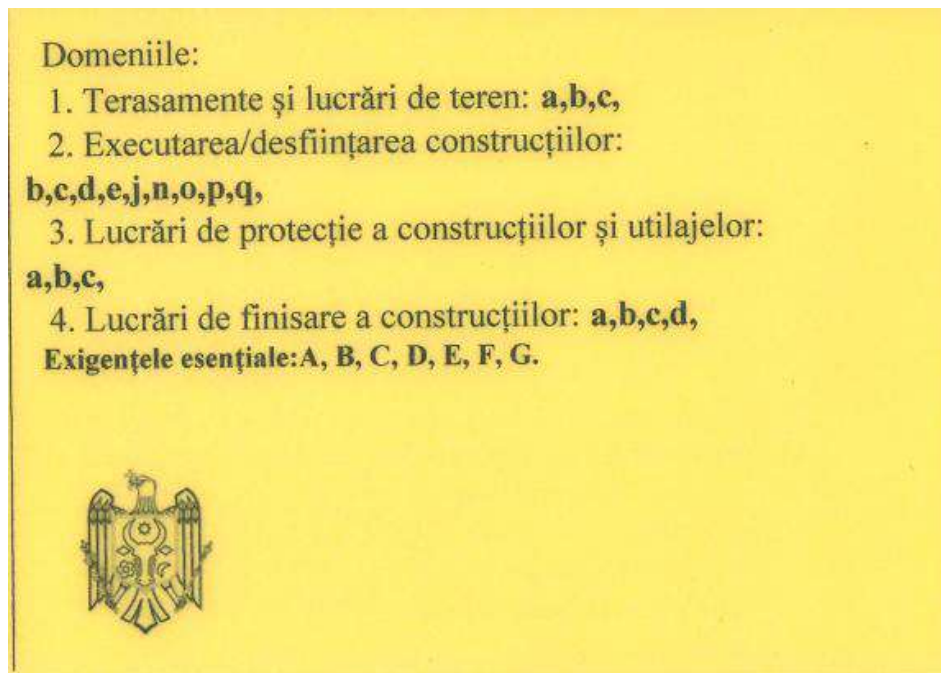 Domeniile:
1. Terasamente și lucrări de teren: a,b,c,
2. Executarea/desființarea construcțiilor:
b,c,d,e,j,n,o,p,q,
3. Lucrări de protecție a construcțiilor și utilajelor:
a,b,c,
4. Lucrări de finisare a construcțiilor: a,b,c,d,
Exigențele esențiale:A, B, C, D, E, F, G.